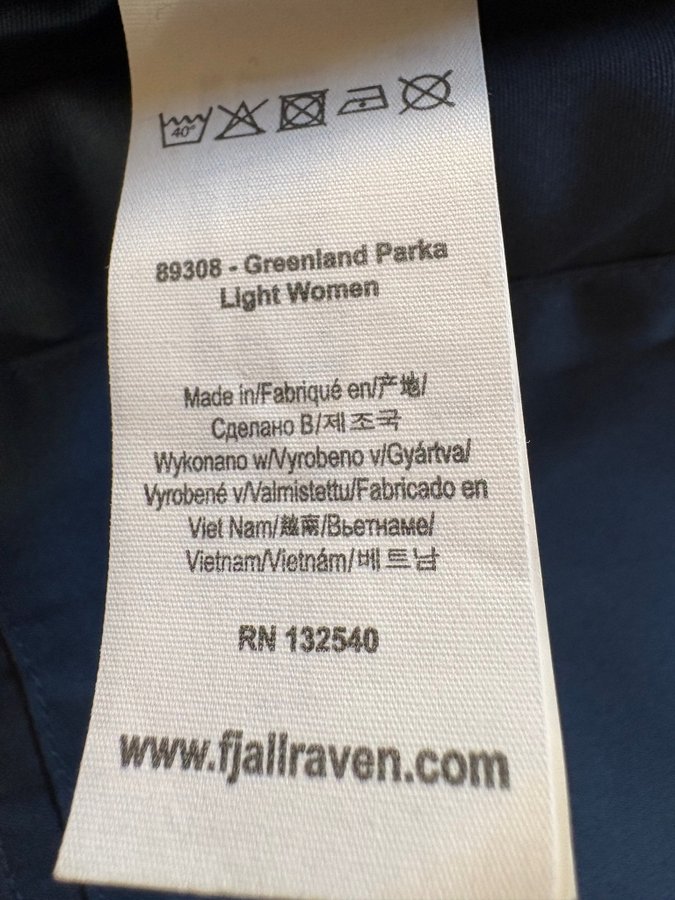 40°
89308 - Greenland Parka
Light Women
Made in/Fabriqué en/产地/
Сделано В/제조국
Wykonano w/Vyrobeno v/Gyártva/
Vyrobené v/Valmistettu/Fabricado en
Viet Nam/越南/Вьетнаме/
Vietnam/Vietnám/베트남
RN 132540
www.fjallraven.com